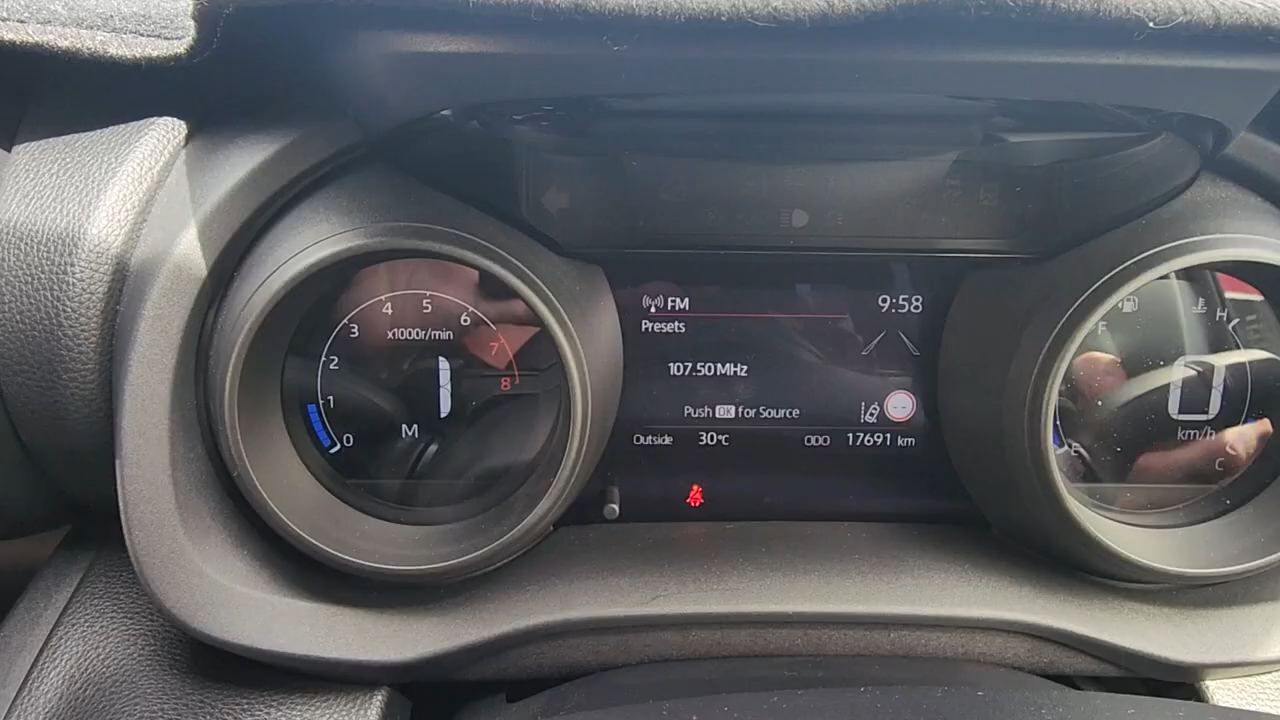 FM
9:58
Presets
107.50 MHz
Push OK for Source
--
Outside 30°C ODO 17691 km
0
1
2
3
4
5
6
7
8
x1000r/min
M
F
H
0
km/h
E
C